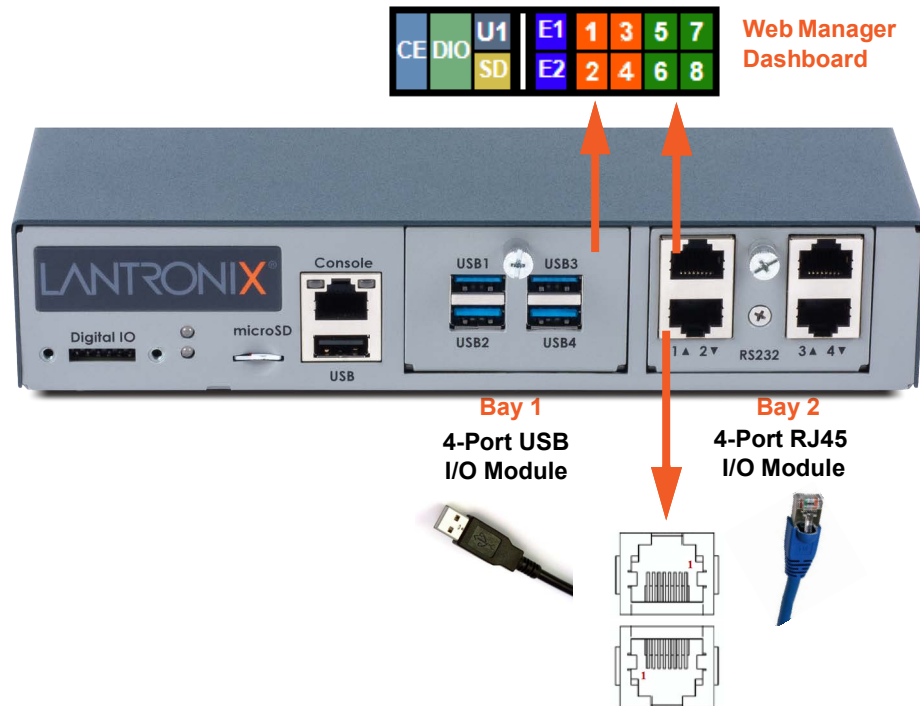 CE DIO U1 E1 1 3 5 7
SD E2 2 4 6 8
Web Manager
Dashboard
LANTRONIX®
Console
USB1 USB3
Digital IO
microSD
USB2 USB4
1▲ 2▼ RS232 3▲ 4▼
USB
Bay 1
4-Port USB
I/O Module
Bay 2
4-Port RJ45
I/O Module
1
1